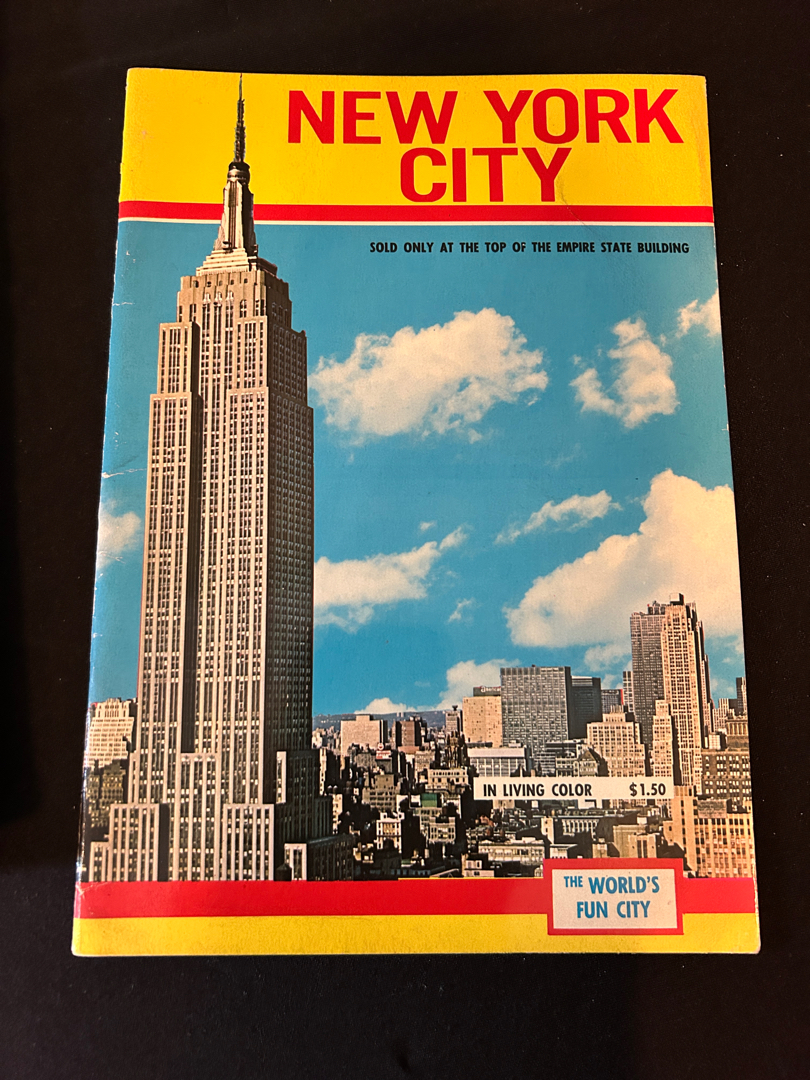 NEW YORK
CITY
SOLD ONLY AT THE TOP OF THE EMPIRE STATE BUILDING
IN LIVING COLOR $1.50
THE WORLD'S
FUN CITY